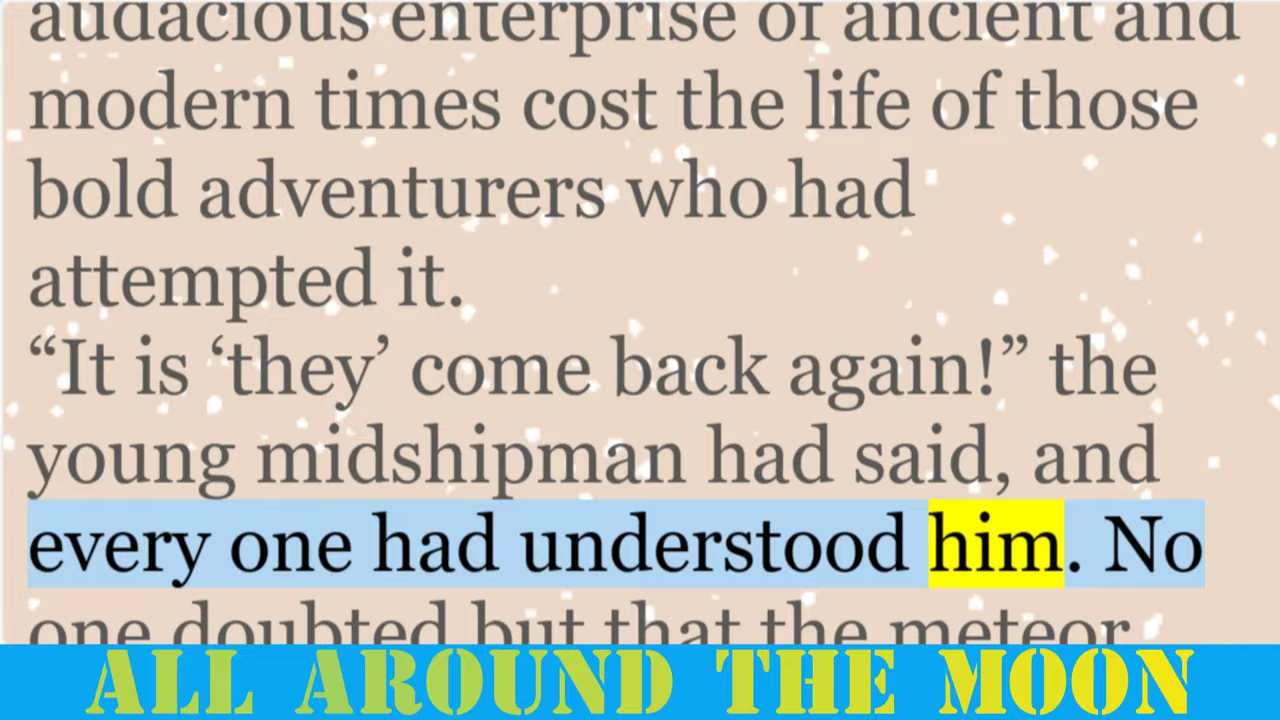 audacious enterprise of ancient and
modern times cost the life of those
bold adventurers who had
attempted it.
“It is ‘they’ come back again!” the
young midshipman had said, and
every one had understood him. No
one doubted but that the meteor
ALL AROUND THE MOON